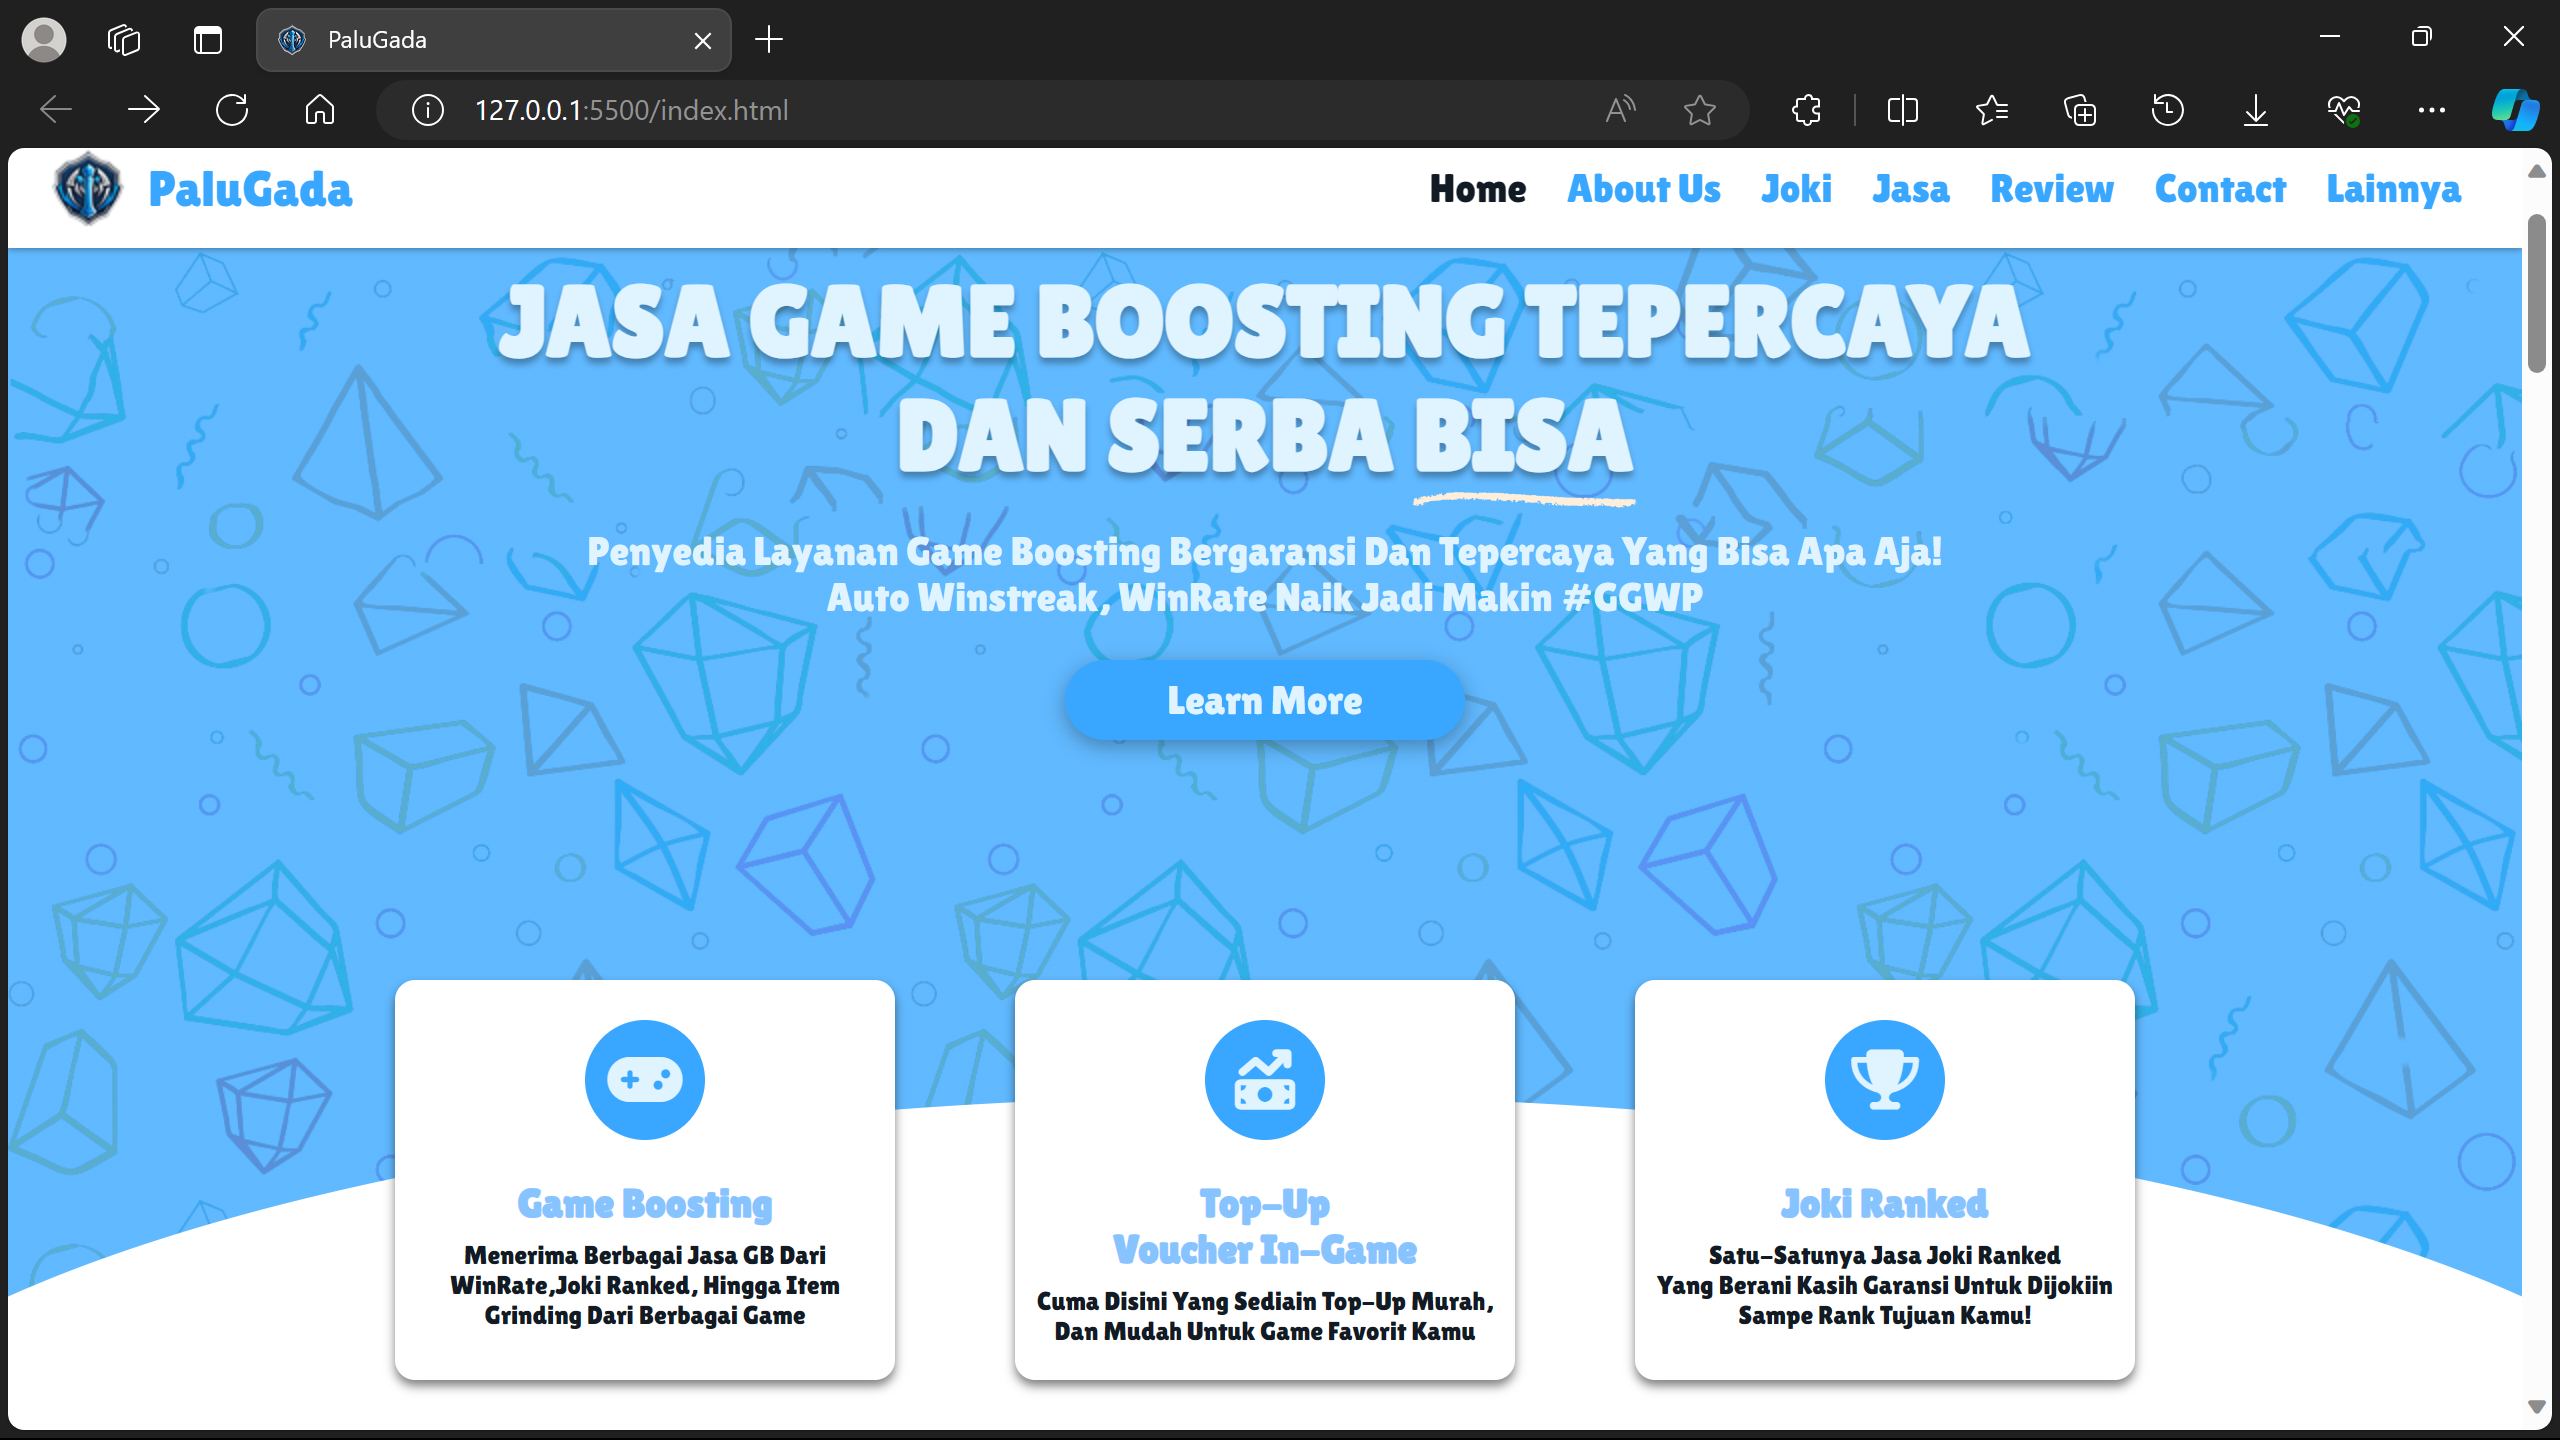 PaluGada
127.0.0.1:5500/index.html
PaluGada
Home About Us Joki Jasa Review Contact Lainnya
JASA GAME BOOSTING TEPERCAYA
DAN SERBA BISA
Penyedia Layanan Game Boosting Bergaransi Dan Tepercaya Yang Bisa Apa Aja!
Auto Winstreak, WinRate Naik Jadi Makin #GGWP
Learn More
Game Boosting
Menerima Berbagai Jasa GB Dari
WinRate,Joki Ranked, Hingga Item
Grinding Dari Berbagai Game
Top-Up
Voucher In-Game
Cuma Disini Yang Sediain Top-Up Murah,
Dan Mudah Untuk Game Favorit Kamu
Joki Ranked
Satu-Satunya Jasa Joki Ranked
Yang Berani Kasih Garansi Untuk Dijokiin
Sampe Rank Tujuan Kamu!